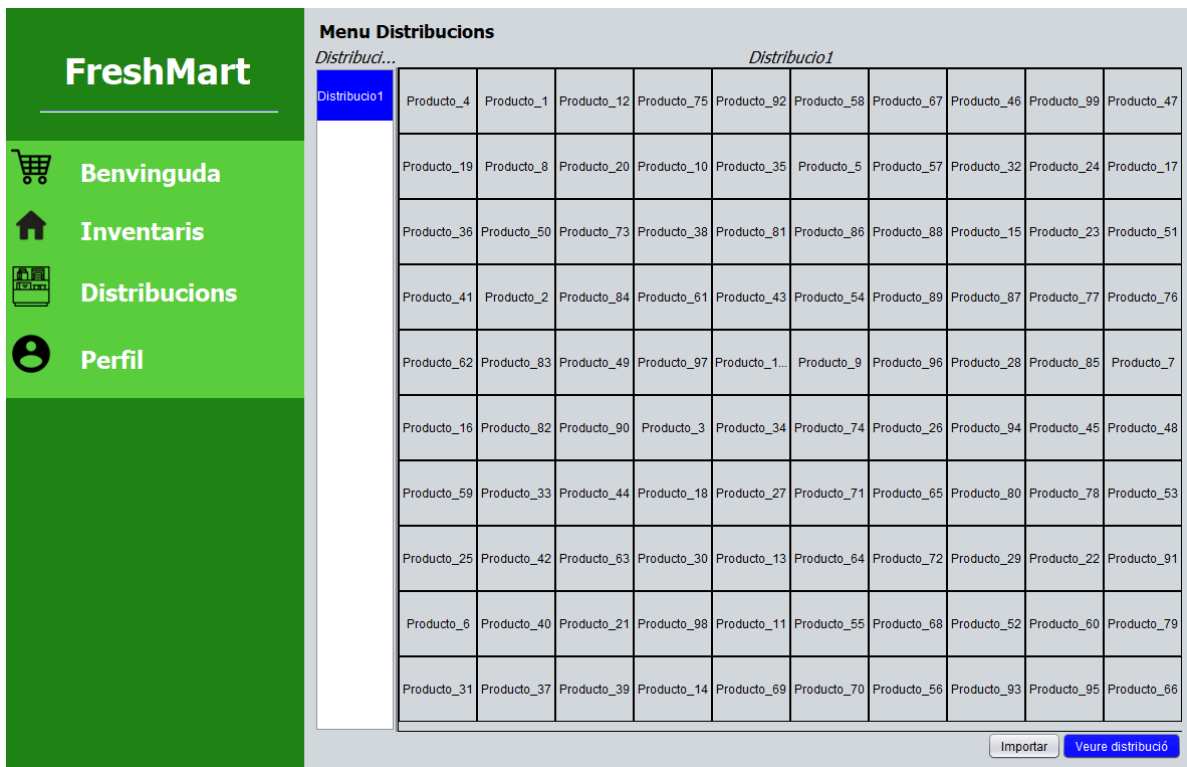 FreshMart
Benvinguda
Inventaris
Distribucions
Perfil
Menu Distribucions
Distribuci... Distribucio1
Distribucio1
Producto_4 Producto_1 Producto_12 Producto_75 Producto_92 Producto_58 Producto_67 Producto_46 Producto_99 Producto_47
Producto_19 Producto_8 Producto_20 Producto_10 Producto_35 Producto_5 Producto_57 Producto_32 Producto_24 Producto_17
Producto_36 Producto_50 Producto_73 Producto_38 Producto_81 Producto_86 Producto_88 Producto_15 Producto_23 Producto_51
Producto_41 Producto_2 Producto_84 Producto_61 Producto_43 Producto_54 Producto_89 Producto_87 Producto_77 Producto_76
Producto_62 Producto_83 Producto_49 Producto_97 Producto_1... Producto_9 Producto_96 Producto_28 Producto_85 Producto_7
Producto_16 Producto_82 Producto_90 Producto_3 Producto_34 Producto_74 Producto_26 Producto_94 Producto_45 Producto_48
Producto_59 Producto_33 Producto_44 Producto_18 Producto_27 Producto_71 Producto_65 Producto_80 Producto_78 Producto_53
Producto_25 Producto_42 Producto_63 Producto_30 Producto_13 Producto_64 Producto_72 Producto_29 Producto_22 Producto_91
Producto_6 Producto_40 Producto_21 Producto_98 Producto_11 Producto_55 Producto_68 Producto_52 Producto_60 Producto_79
Producto_31 Producto_37 Producto_39 Producto_14 Producto_69 Producto_70 Producto_56 Producto_93 Producto_95 Producto_66
Importar Veure distribució